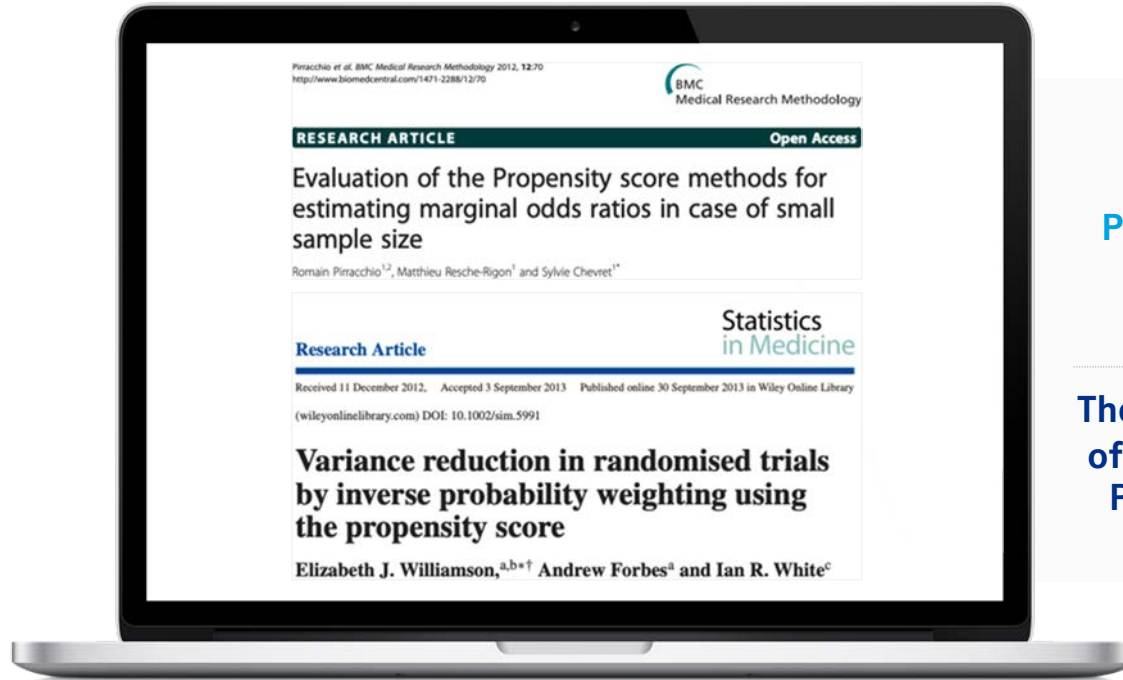 Pirracchio et al. BMC Medical Research Methodology 2012, 12:70
http://www.biomedcentral.com/1471-2288/12/70
BMC
Medical Research Methodology
RESEARCH ARTICLE Open Access
Evaluation of the Propensity score methods for
estimating marginal odds ratios in case of small
sample size
Romain Pirracchio1,2, Matthieu Resche-Rigon1 and Sylvie Chevret1*
Statistics
in Medicine
Research Article
Received 11 December 2012, Accepted 3 September 2013 Published online 30 September 2013 in Wiley Online Library
(wileyonlinelibrary.com) DOI: 10.1002/sim.5991
Variance reduction in randomised trials
by inverse probability weighting using
the propensity score
Elizabeth J. Williamson,a,b*† Andrew Forbesa and Ian R. Whitec
P
The
of
P